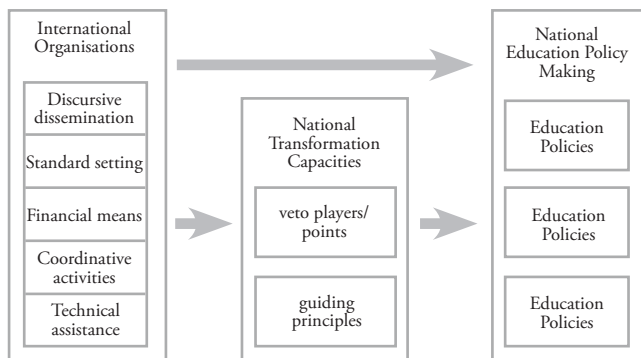 International
Organisations
Discursive
dissemination
Standard setting
Financial means
Coordinative
activities
Technical
assistance
National
Transformation
Capacities
veto players/
points
guiding
principles
National
Education Policy
Making
Education
Policies
Education
Policies
Education
Policies